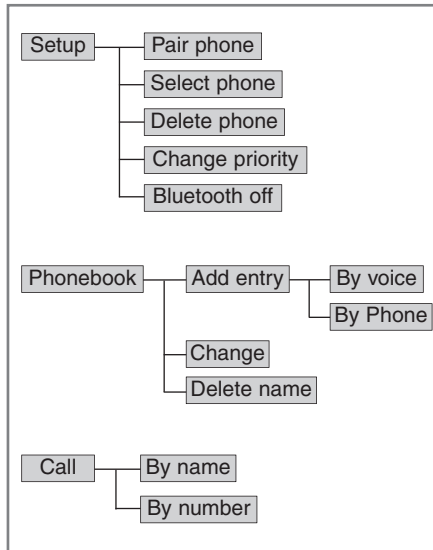 Setup
Pair phone
Select phone
Delete phone
Change priority
Bluetooth off
Phonebook
Add entry
By voice
By Phone
Change
Delete name
Call
By name
By number